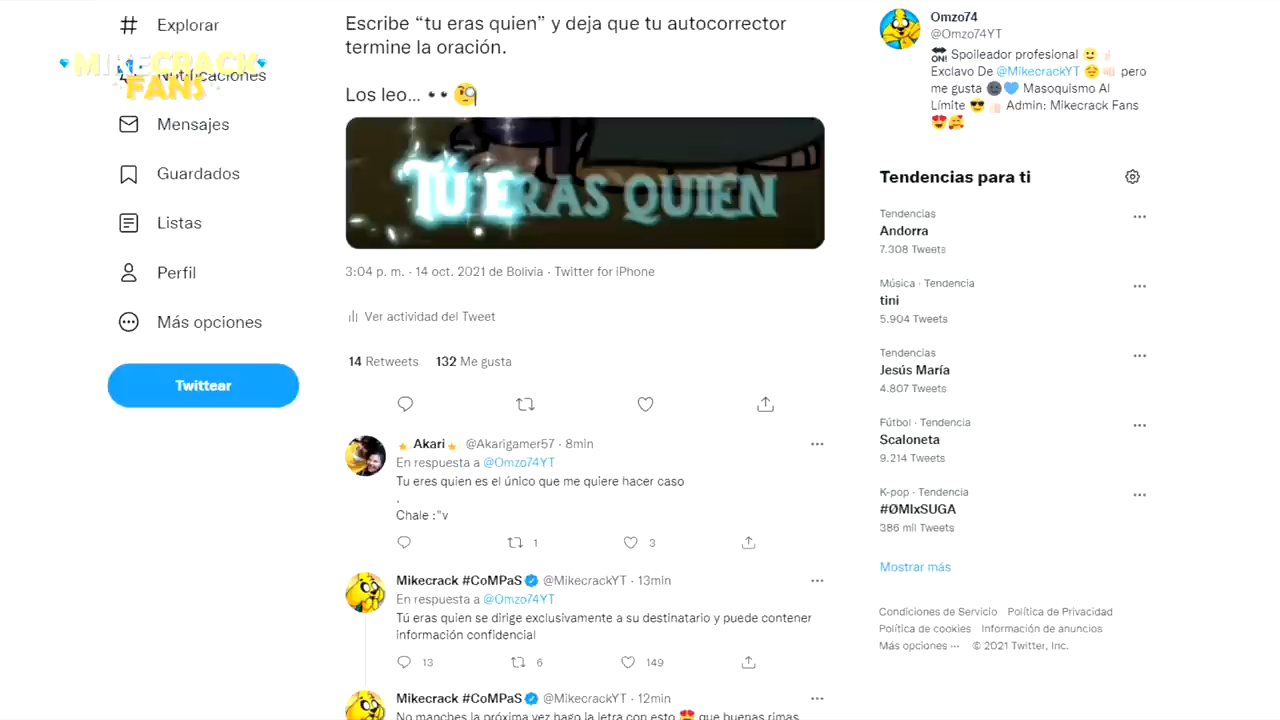 Explorar
MIKECRACK
FANS
Notificaciones
Mensajes
Guardados
Listas
Perfil
Más opciones
Twittear
Escribe “tu eras quien” y deja que tu autocorrector
termine la oración.
Los leo...
TU ERAS QUIEN
3:04 p. m. · 14 oct. 2021 de Bolivia · Twitter for iPhone
Ver actividad del Tweet
14 Retweets 132 Me gusta
Akari @Akarigamer57 · 8min
En respuesta a @Omzo74YT
Tu eres quien es el único que me quiere hacer caso
.
Chale :"v
1 3
Mikecrack #CoMPaS @MikecrackYT · 13min
En respuesta a @Omzo74YT
Tú eras quien se dirige exclusivamente a su destinatario y puede contener
información confidencial
13 6 149
Mikecrack #CoMPaS @MikecrackYT · 12min
No manches la próxima vez hago la letra con esto 😍 que buenas rimas
Omzo74
@Omzo74YT
🔛 Spoileador profesional
Exclavo De @MikecrackYT pero
me gusta Masoquismo Al
Límite 😎 Admin: Mikecrack Fans
😍🥰
Tendencias para ti
Tendencias
Andorra
7.308 Tweets
Música · Tendencia
tini
5.904 Tweets
Tendencias
Jesús María
4.807 Tweets
Fútbol · Tendencia
Scaloneta
9.214 Tweets
K-pop · Tendencia
#ØMIxSUGA
386 mil Tweets
Mostrar más
Condiciones de Servicio Política de Privacidad
Política de cookies Información de anuncios
Más opciones ··· © 2021 Twitter, Inc.